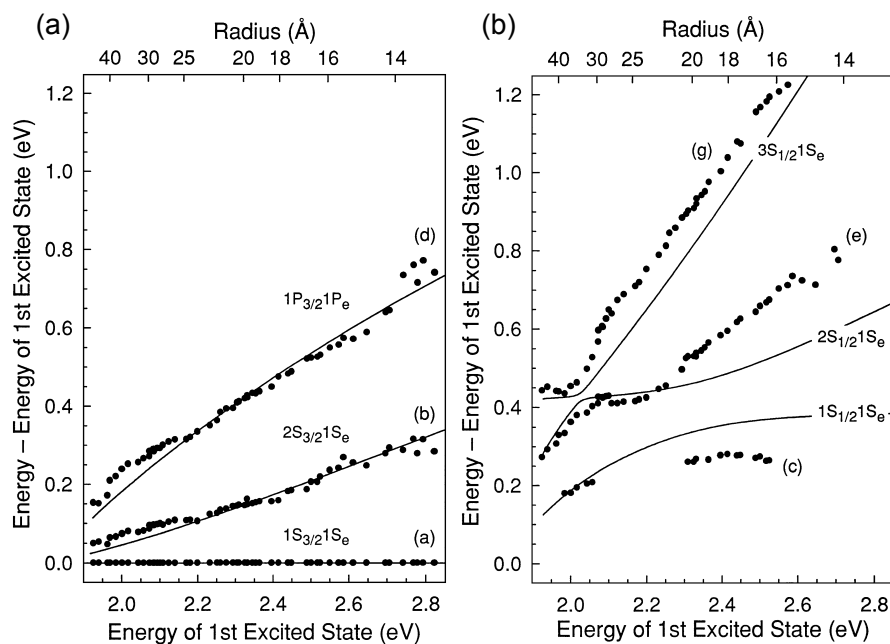 (a)
Radius (Å)
40 30 25 20 18 16 14
Energy – Energy of 1st Excited State (eV)
1.2
1.0
0.8
0.6
0.4
0.2
0.0
(d)
1P3/21Pe
(b)
2S3/21Se
1S3/21Se
(a)
2.0 2.2 2.4 2.6 2.8
Energy of 1st Excited State (eV)
(b)
Radius (Å)
40 30 25 20 18 16 14
Energy – Energy of 1st Excited State (eV)
1.2
1.0
0.8
0.6
0.4
0.2
0.0
(g)
3S1/21Se
(e)
2S1/21Se
1S1/21Se
(c)
2.0 2.2 2.4 2.6 2.8
Energy of 1st Excited State (eV)